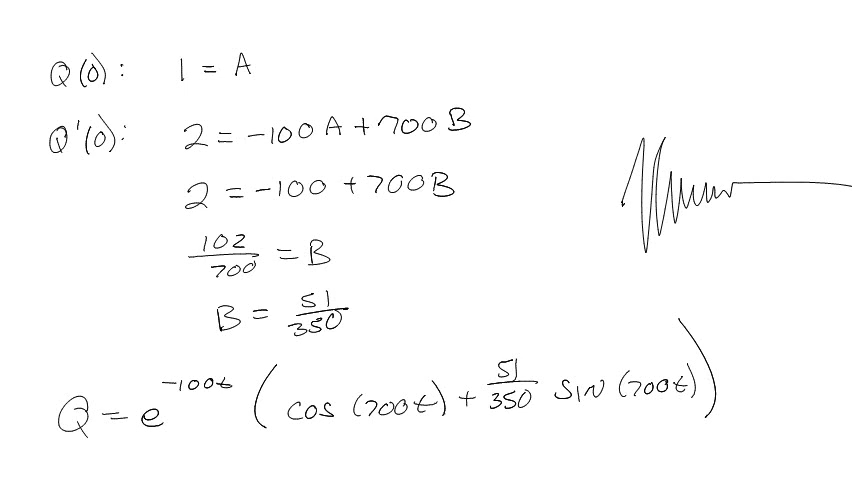 Q(0): 1 = A
Q'(0): 2 = -100 A + 700 B
2 = -100 + 700 B
102/700 = B
B = 51/350
Q = e^-100t ( cos (700t) + 51/350 sin (700t) )